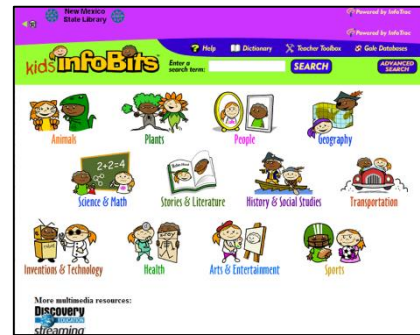 New Mexico
State Library
Powered by InfoTrac
Powered by InfoTrac
? Help
Dictionary
Teacher Toolbox
Gale Databases
kids InfoBits
Enter a
search term:
SEARCH
ADVANCED
SEARCH
Animals
Plants
People
Geography
2+2=4
Science & Math
Stories & Literature
History & Social Studies
Transportation
Inventions & Technology
Health
Arts & Entertainment
Sports
More multimedia resources:
Discovery
EDUCATION
streaming